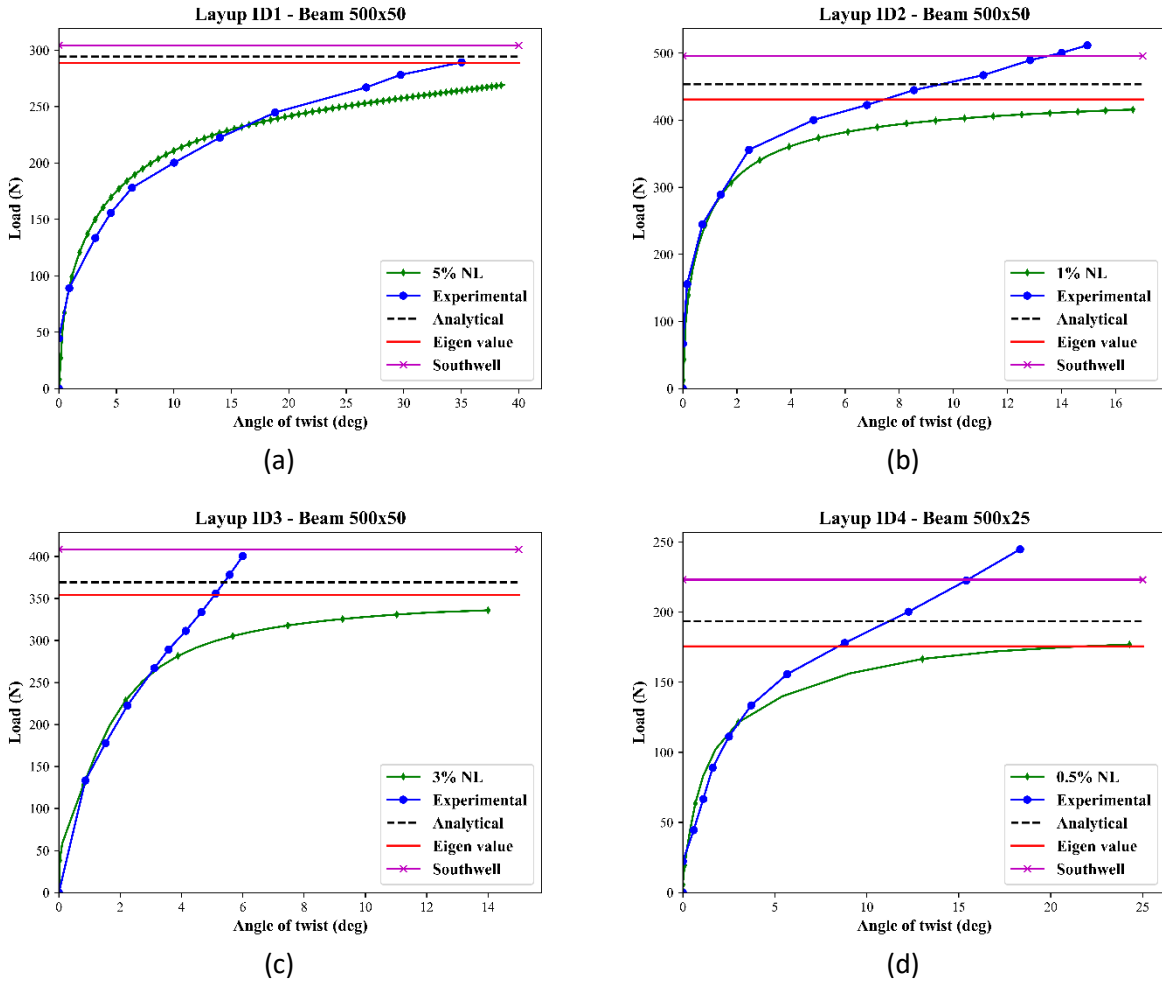 Layup ID1 - Beam 500x50
300
250
200
150
100
50
0
Load (N)
0 5 10 15 20 25 30 35 40
Angle of twist (deg)
5% NL
Experimental
Analytical
Eigen value
Southwell
(a)
Layup ID2 - Beam 500x50
500
400
300
200
100
0
Load (N)
0 2 4 6 8 10 12 14 16
Angle of twist (deg)
1% NL
Experimental
Analytical
Eigen value
Southwell
(b)
Layup ID3 - Beam 500x50
400
350
300
250
200
150
100
50
0
Load (N)
0 2 4 6 8 10 12 14
Angle of twist (deg)
3% NL
Experimental
Analytical
Eigen value
Southwell
(c)
Layup ID4 - Beam 500x25
250
200
150
100
50
0
Load (N)
0 5 10 15 20 25
Angle of twist (deg)
0.5% NL
Experimental
Analytical
Eigen value
Southwell
(d)